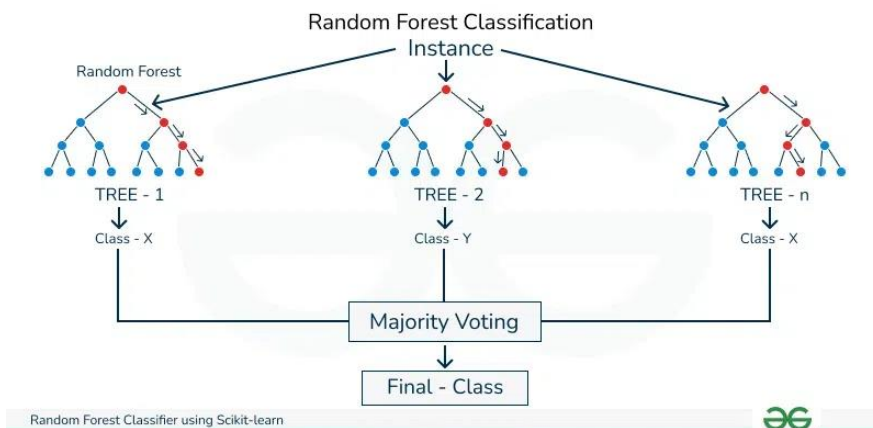 Random Forest Classification
Instance
Random Forest
TREE - 1
TREE - 2
TREE - n
Class - X
Class - Y
Class - X
Majority Voting
Final - Class
Random Forest Classifier using Scikit-learn